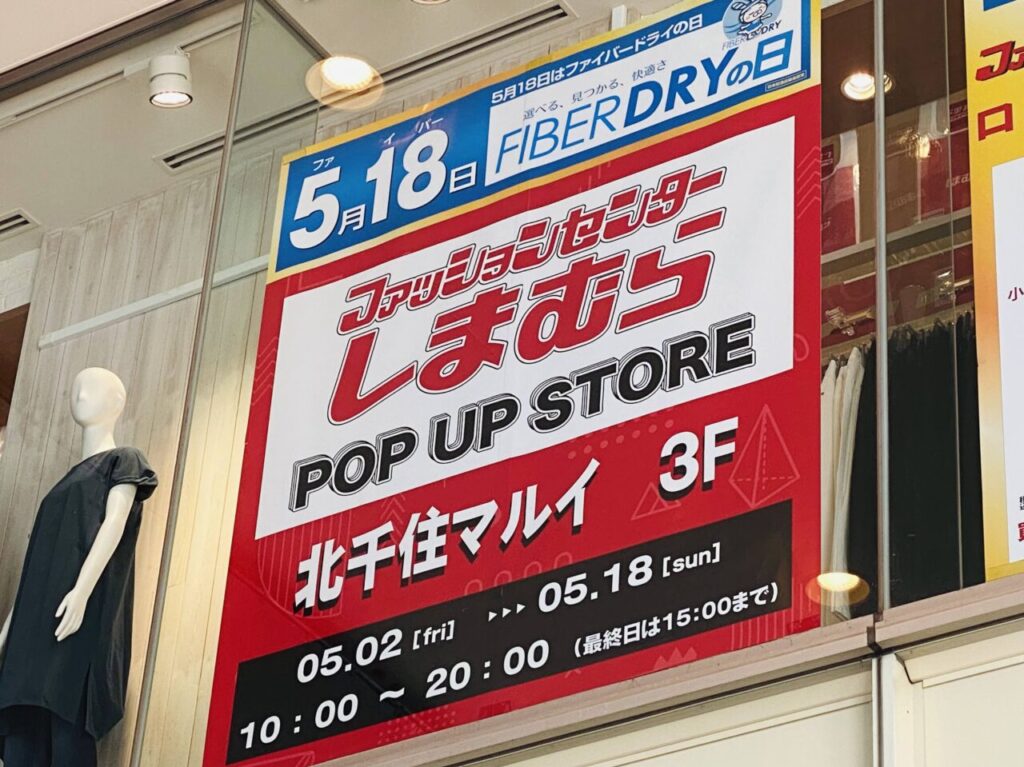 5月18日はファイバードライの日
ファ イ バー
5月18日
選べる、見つかる、快適さ
FIBER DRYの日
FIBER DRY
ファッションセンター
しまむら
POP UP STORE
北千住マルイ 3F
05.02 [fri] ▸▸▸ 05.18 [sun]
10:00 ～ 20:00 (最終日は15:00まで)
フ
ロ
小
買